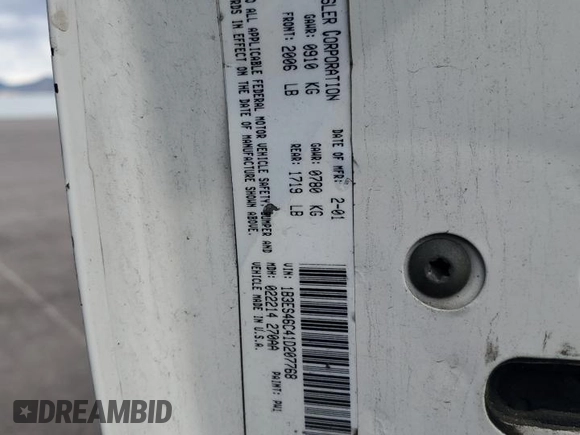 SLER CORPORATION
DATE OF MFR: 2-01
GAWR: 0910 KG
GAWR: 0780 KG
FRONT: 2006 LB
REAR: 1719 LB
ALL APPLICABLE FEDERAL MOTOR VEHICLE SAFETY, BUMPER AND
RDS IN EFFECT ON THE DATE OF MANUFACTURE SHOWN ABOVE.
VIN: 1B3ES46C41D207768
MDH: 022214 270AA
VEHICLE MADE IN U.S.A.
PAINT: PW1
DREAMBID